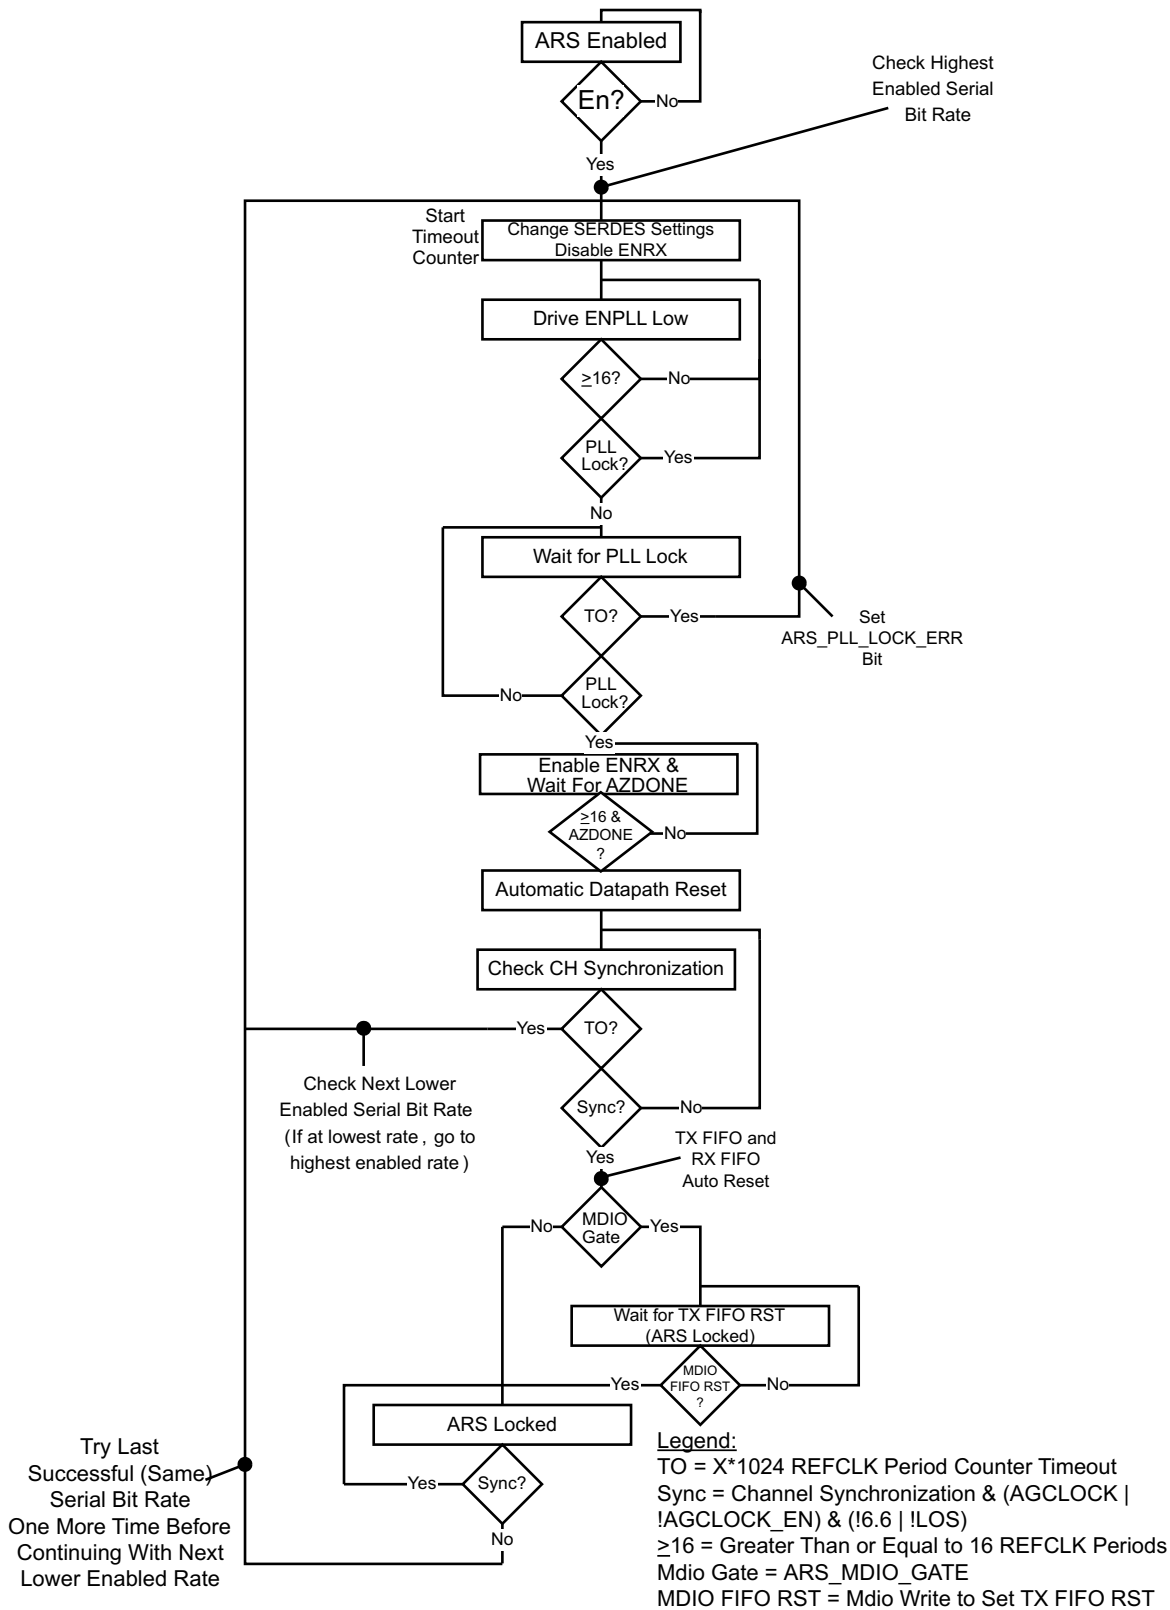 ARS Enabled
En?
No
Yes
Check Highest
Enabled Serial
Bit Rate
Start
Timeout
Counter
Change SERDES Settings
Disable ENRX
Drive ENPLL Low
≥16?
No
PLL
Lock?
Yes
No
Wait for PLL Lock
TO?
Yes
Set
ARS_PLL_LOCK_ERR
Bit
PLL
Lock?
No
Yes
Enable ENRX &
Wait For AZDONE
≥16 &
AZDONE
?
No
Automatic Datapath Reset
Check CH Synchronization
TO?
Yes
Check Next Lower
Enabled Serial Bit Rate
(If at lowest rate, go to
highest enabled rate)
Sync?
No
Yes
TX FIFO and
RX FIFO
Auto Reset
MDIO
Gate
No
Yes
Wait for TX FIFO RST
(ARS Locked)
MDIO
FIFO RST
?
Yes
No
ARS Locked
Sync?
Yes
No
Try Last
Successful (Same)
Serial Bit Rate
One More Time Before
Continuing With Next
Lower Enabled Rate
Legend:
TO = X*1024 REFCLK Period Counter Timeout
Sync = Channel Synchronization & (AGCLOCK |
!AGCLOCK_EN) & (!6.6 | !LOS)
≥16 = Greater Than or Equal to 16 REFCLK Periods
Mdio Gate = ARS_MDIO_GATE
MDIO FIFO RST = Mdio Write to Set TX FIFO RST